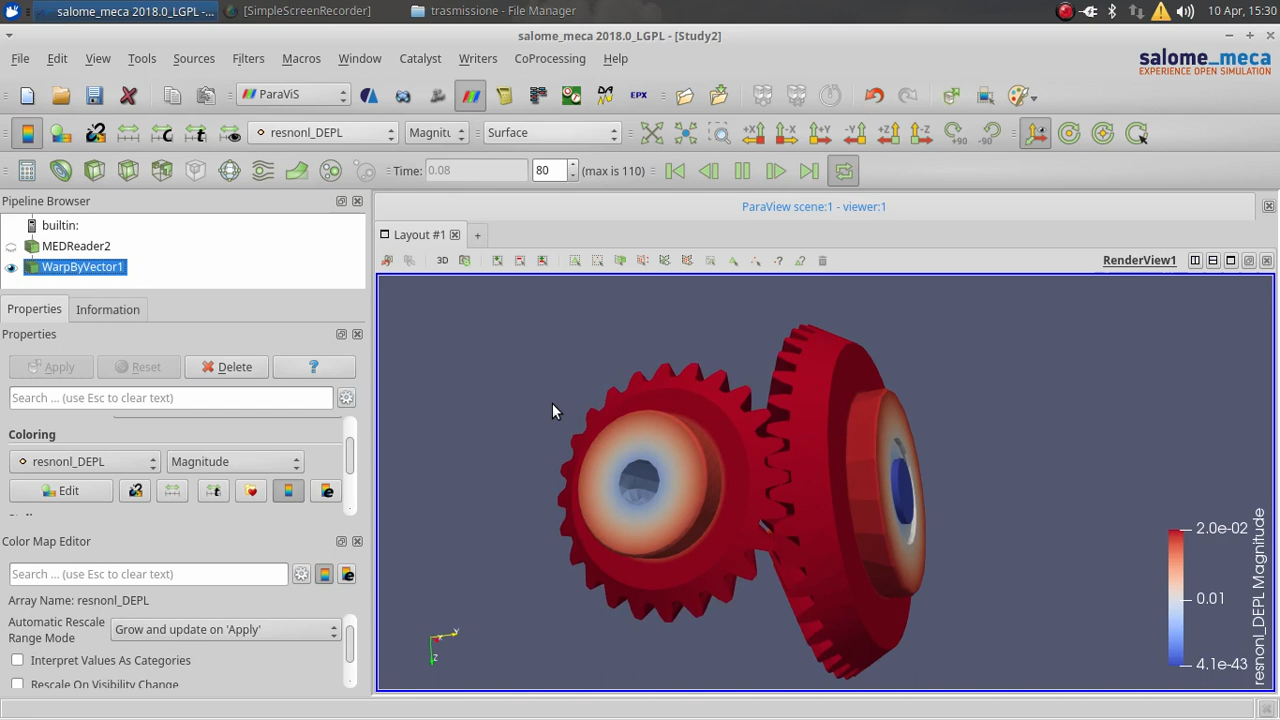 salome_meca 2018.0_LGPL -...
[SimpleScreenRecorder]
trasmissione - File Manager
10 Apr, 15:30
salome_meca 2018.0_LGPL - [Study2]
File Edit View Tools Sources Filters Macros Window Catalyst Writers CoProcessing Help
salome_meca
EXPERIENCE OPEN SIMULATION
ParaViS
EPX
resnonl_DEPL
Magnitu
Surface
+X -X +Y -Y +Z -Z +90 -90
Time: 0.08 80 (max is 110)
Pipeline Browser
ParaView scene:1 - viewer:1
builtin:
MEDReader2
WarpByVector1
Layout #1
+
3D
RenderView1
Properties Information
Properties
Apply Reset Delete ?
Search ... (use Esc to clear text)
Coloring
resnonl_DEPL Magnitude
Edit
Color Map Editor
Search ... (use Esc to clear text)
Array Name: resnonl_DEPL
Automatic Rescale
Range Mode
Grow and update on 'Apply'
Interpret Values As Categories
Rescale On Visibility Change
Y
X
Z
2.0e-02
0.01
4.1e-43
resnonl_DEPL Magnitude